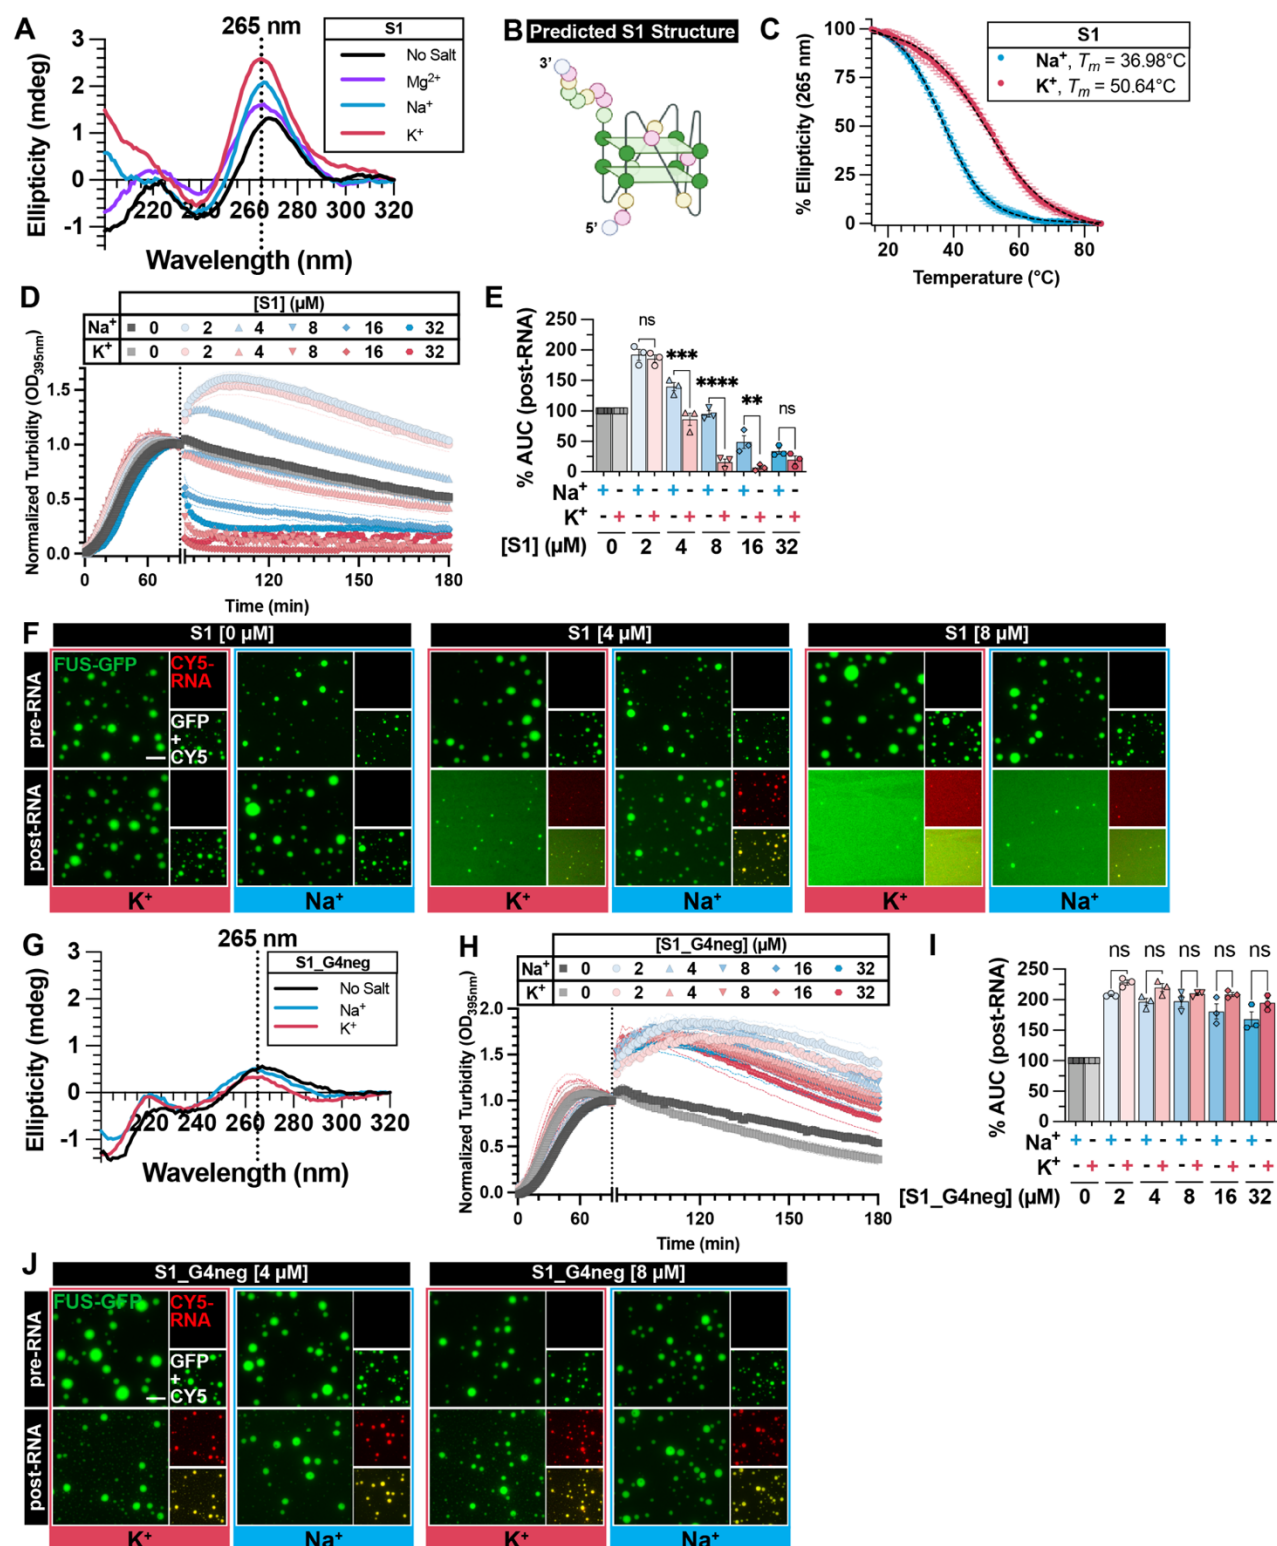 A
265 nm
Ellipticity (mdeg)
3
2
1
0
-1
220 240 260 280 300 320
Wavelength (nm)
No Salt
Mg²⁺
Na⁺
K⁺
B Predicted S1 Structure
3'
5'
C
% Ellipticity (265 nm)
100
75
50
25
0
20 40 60 80
Temperature (°C)
S1
Na⁺, Tm = 36.98°C
K⁺, Tm = 50.64°C
D
[S1] (µM)
Na⁺ 0 2 4 8 16 32
K⁺ 0 2 4 8 16 32
Normalized Turbidity (OD395nm)
1.5
1.0
0.5
0.0
0 60 120 180
Time (min)
E
% AUC (post-RNA)
250
200
150
100
50
0
ns *** **** ** ns
Na⁺ + - + - + - + - + - + -
K⁺ - + - + - + - + - + - +
[S1] (µM) 0 2 4 8 16 32
F
S1 [0 µM] S1 [4 µM] S1 [8 µM]
pre-RNA
FUS-GFP
CY5-
RNA
GFP
+
CY5
post-RNA
K⁺ Na⁺ K⁺ Na⁺ K⁺ Na⁺
G
265 nm
Ellipticity (mdeg)
3
2
1
0
-1
220 240 260 280 300 320
Wavelength (nm)
S1_G4neg
No Salt
Na⁺
K⁺
H
[S1_G4neg] (µM)
Na⁺ 0 2 4 8 16 32
K⁺ 0 2 4 8 16 32
Normalized Turbidity (OD395nm)
2.0
1.5
1.0
0.5
0.0
0 60 150 180
Time (min)
I
% AUC (post-RNA)
250
200
150
100
50
0
ns ns ns ns ns
Na⁺ + - + - + - + - + - + -
K⁺ - + - + - + - + - + - +
[S1_G4neg] (µM) 0 2 4 8 16 32
J
S1_G4neg [4 µM] S1_G4neg [8 µM]
pre-RNA
FUS-GFP
CY5-
RNA
GFP
+
CY5
post-RNA
K⁺ Na⁺ K⁺ Na⁺